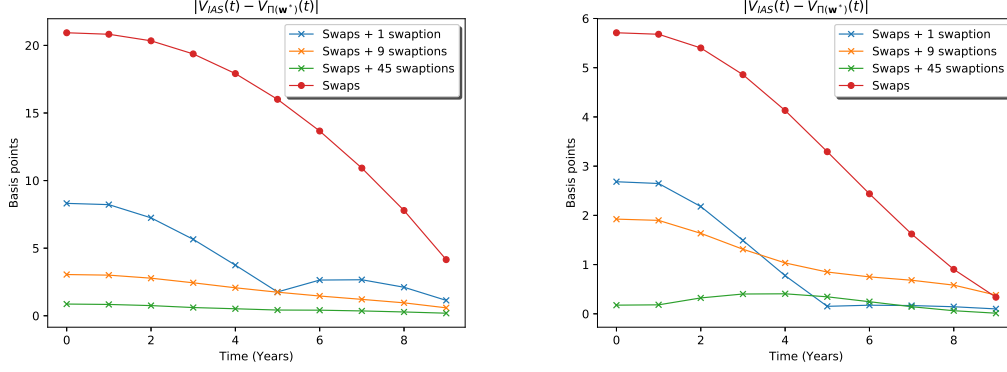 |V_{IAS}(t) − V_{Π(w*)}(t)|
Basis points
20
15
10
5
0
0 2 4 6 8
Time (Years)
Swaps + 1 swaption
Swaps + 9 swaptions
Swaps + 45 swaptions
Swaps
|V_{IAS}(t) − V_{Π(w*)}(t)|
Basis points
6
5
4
3
2
1
0
0 2 4 6 8
Time (Years)
Swaps + 1 swaption
Swaps + 9 swaptions
Swaps + 45 swaptions
Swaps